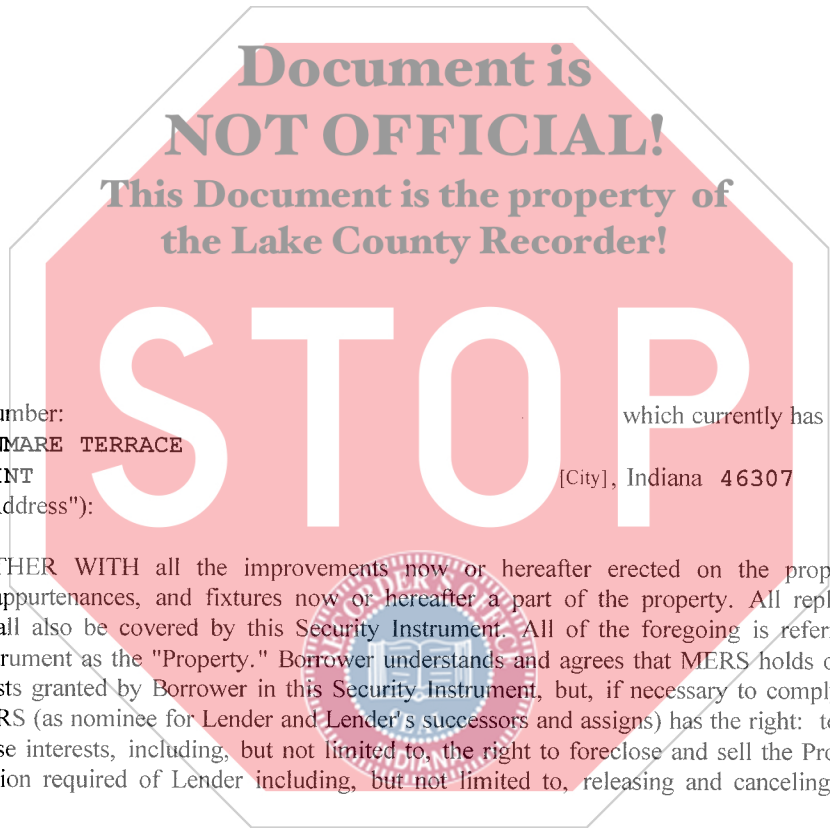 Document is
NOT OFFICIAL!
This Document is the property of
the Lake County Recorder!
STOP
umber: which currently has
MARE TERRACE
INT [City], Indiana 46307
ddress"):
THER WITH all the improvements now or hereafter erected on the prop
appurtenances, and fixtures now or hereafter a part of the property. All repl
all also be covered by this Security Instrument. All of the foregoing is referr
rument as the "Property." Borrower understands and agrees that MERS holds o
sts granted by Borrower in this Security Instrument, but, if necessary to compl
RS (as nominee for Lender and Lender's successors and assigns) has the right: to
se interests, including, but not limited to, the right to foreclose and sell the Pro
ion required of Lender including, but not limited to, releasing and canceling
RECORDER'S OFFICE
INDIANA